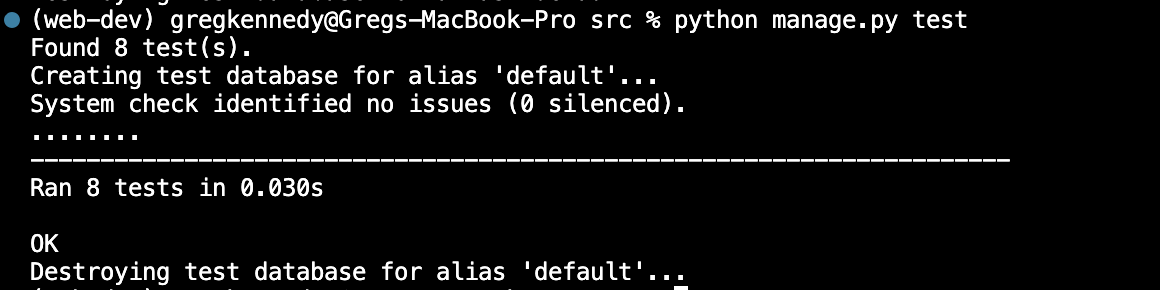 (web-dev) gregkennedy@Gregs-MacBook-Pro src % python manage.py test
Found 8 test(s).
Creating test database for alias 'default'...
System check identified no issues (0 silenced).
........
----------------------------------------------------------------------
Ran 8 tests in 0.030s
OK
Destroying test database for alias 'default'...